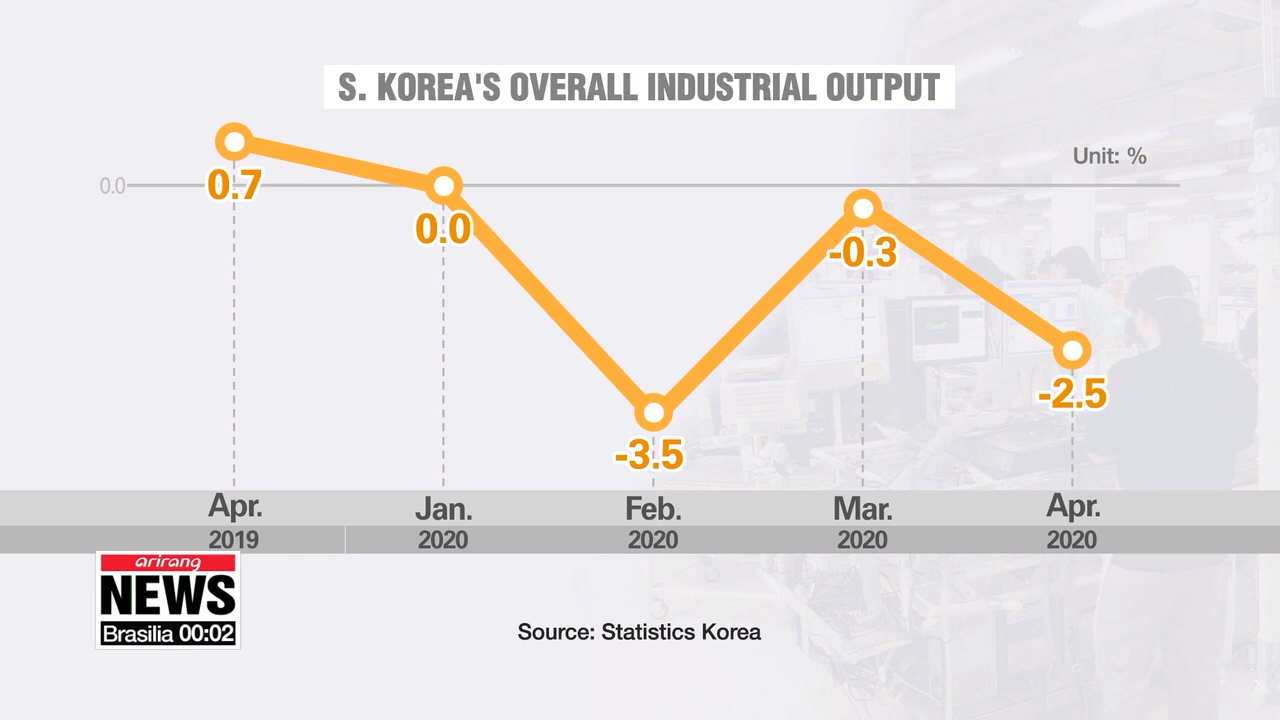 S. KOREA'S OVERALL INDUSTRIAL OUTPUT
Unit: %
0.0
0.7
0.0
-3.5
-0.3
-2.5
Apr. Jan. Feb. Mar. Apr.
2019 2020 2020 2020 2020
arirang
NEWS
Brasilia 00:02
Source: Statistics Korea